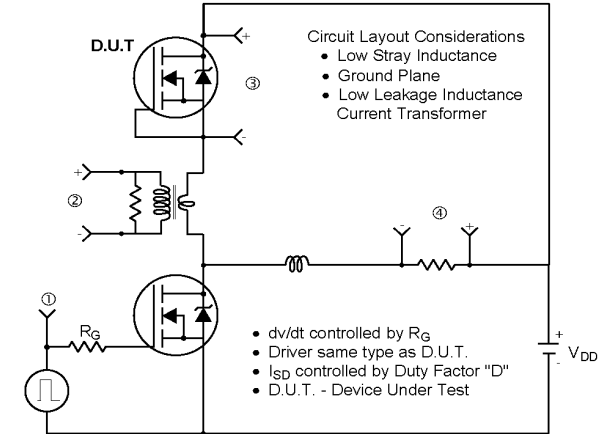 D.U.T
+
-
③
Circuit Layout Considerations
• Low Stray Inductance
• Ground Plane
• Low Leakage Inductance
Current Transformer
+
②
-
④
-
+
①
RG
• dv/dt controlled by RG
• Driver same type as D.U.T.
• ISD controlled by Duty Factor "D"
• D.U.T. - Device Under Test
+
VDD
-